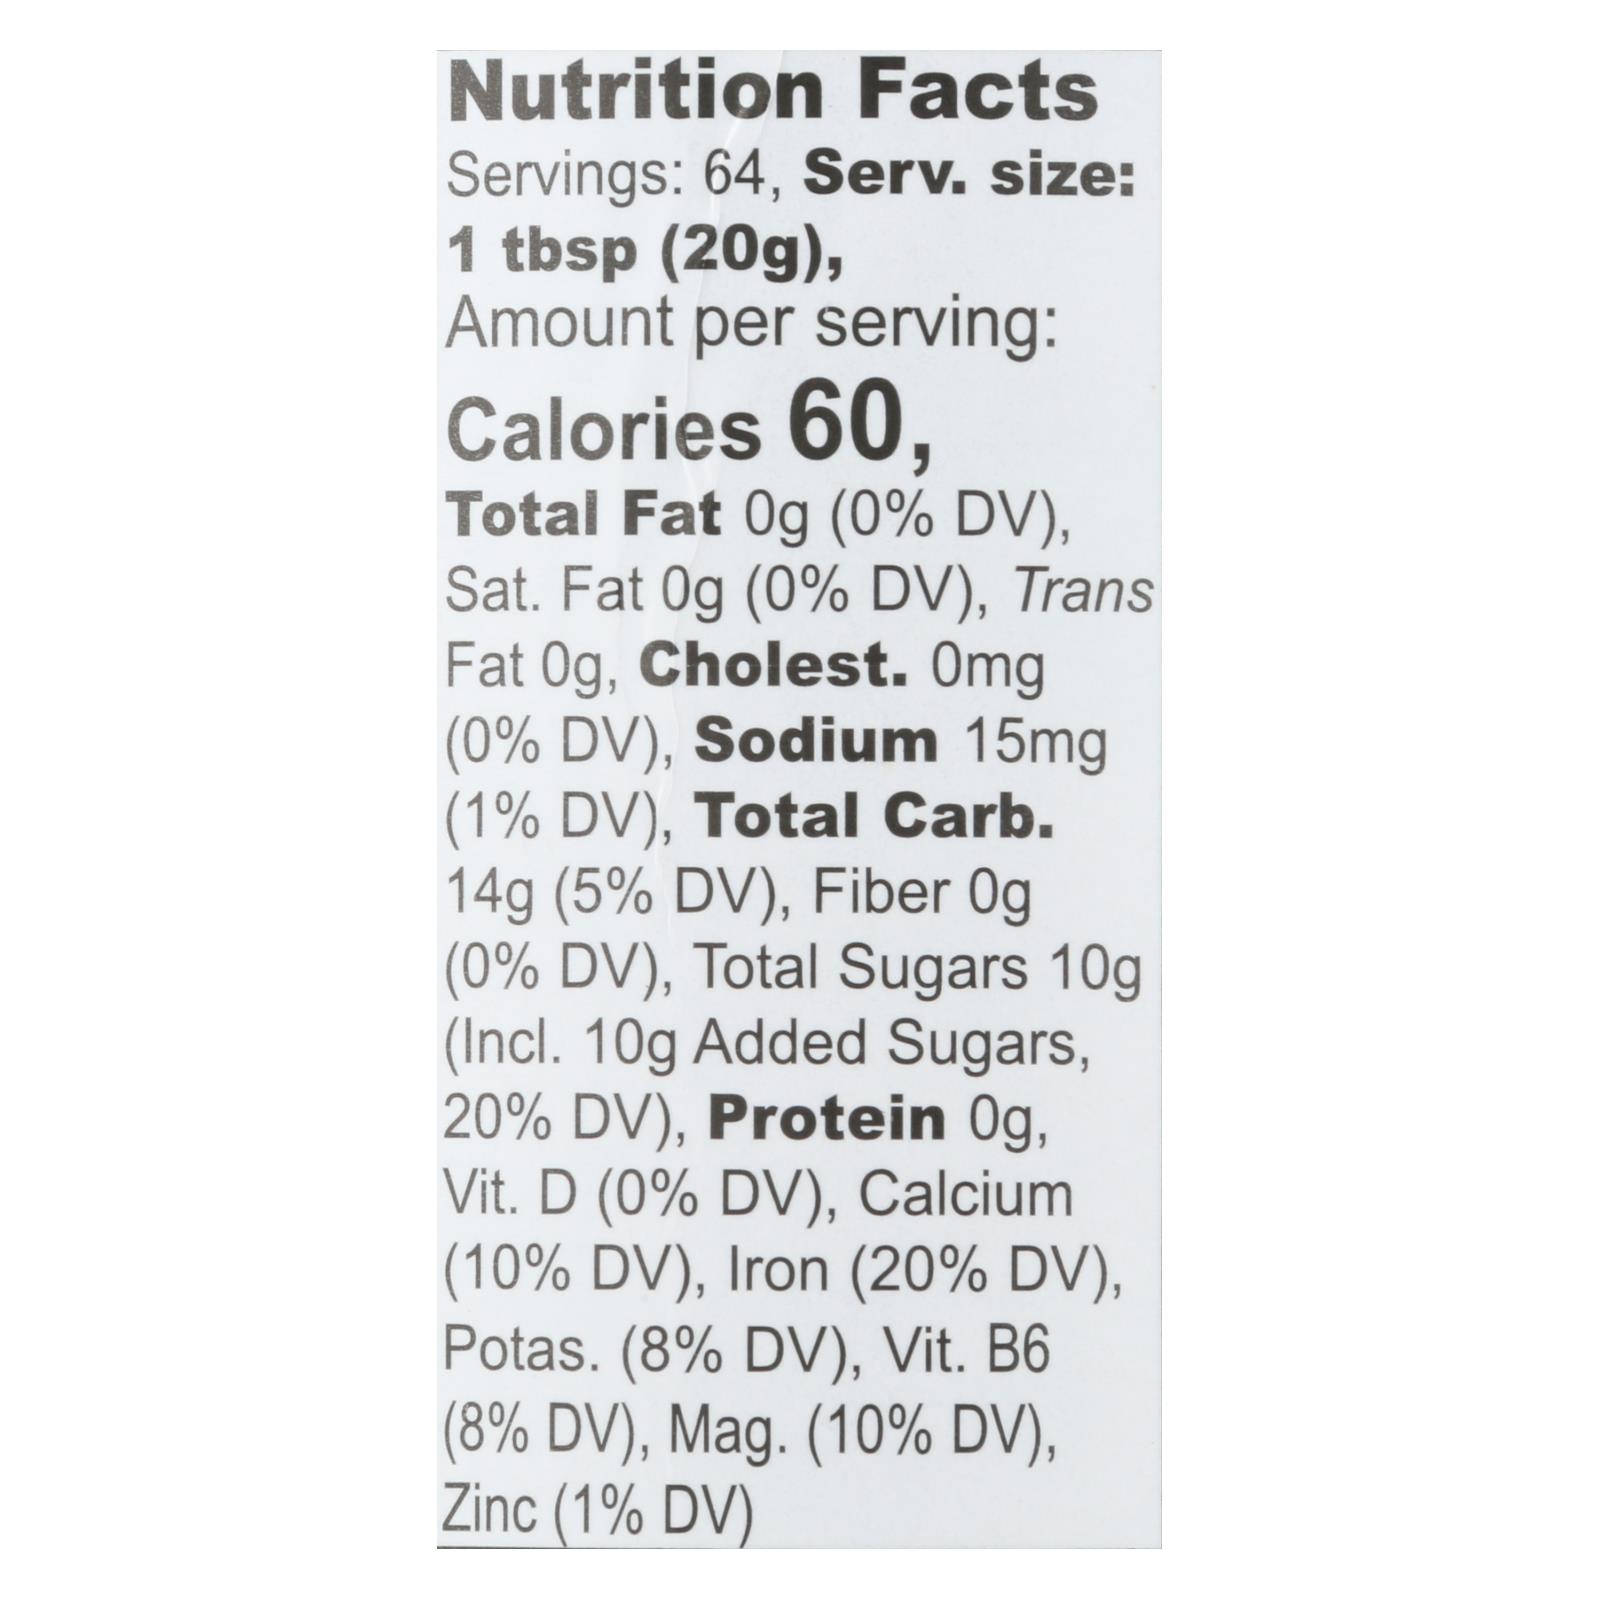 Nutrition Facts
Servings: 64, Serv. size:
1 tbsp (20g),
Amount per serving:
Calories 60,
Total Fat 0g (0% DV),
Sat. Fat 0g (0% DV), Trans
Fat 0g, Cholest. 0mg
(0% DV), Sodium 15mg
(1% DV), Total Carb.
14g (5% DV), Fiber 0g
(0% DV), Total Sugars 10g
(Incl. 10g Added Sugars,
20% DV), Protein 0g,
Vit. D (0% DV), Calcium
(10% DV), Iron (20% DV),
Potas. (8% DV), Vit. B6
(8% DV), Mag. (10% DV),
Zinc (1% DV)